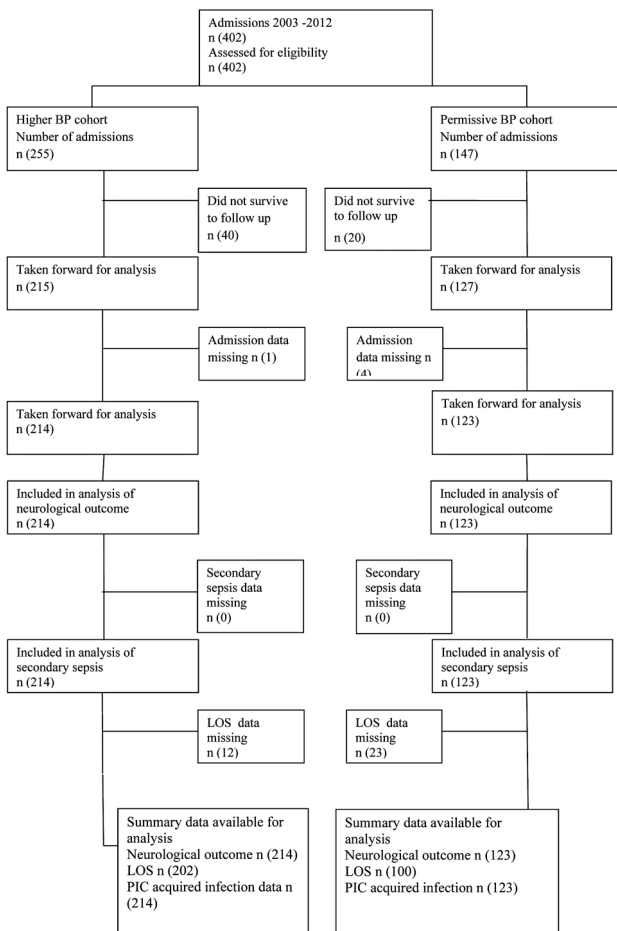 Admissions 2003 -2012
n (402)
Assessed for eligibility
n (402)
Higher BP cohort
Number of admissions
n (255)
Permissive BP cohort
Number of admissions
n (147)
Did not survive
to follow up
n (40)
Did not survive
to follow up
n (20)
Taken forward for analysis
n (215)
Taken forward for analysis
n (127)
Admission data
missing n (1)
Admission
data missing n
(4)
Taken forward for analysis
n (214)
Taken forward for analysis
n (123)
Included in analysis of
neurological outcome
n (214)
Included in analysis of
neurological outcome
n (123)
Secondary
sepsis data
missing
n (0)
Secondary
sepsis data
missing
n (0)
Included in analysis of
secondary sepsis
n (214)
Included in analysis of
secondary sepsis
n (123)
LOS data
missing
n (12)
LOS data
missing
n (23)
Summary data available for
analysis
Neurological outcome n (214)
LOS n (202)
PIC acquired infection data n
(214)
Summary data available for
analysis
Neurological outcome n (123)
LOS n (100)
PIC acquired infection n (123)